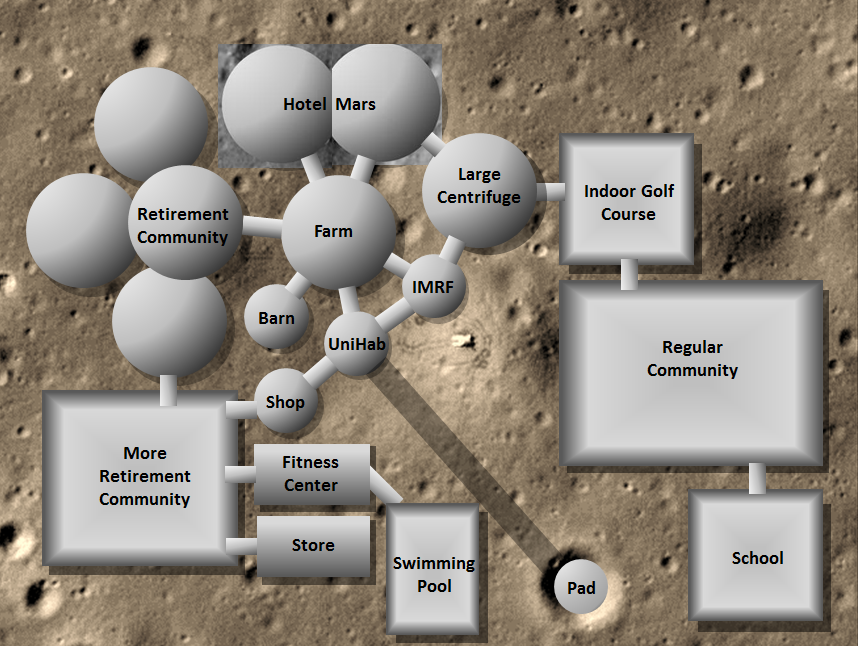 Hotel Mars
Large
Centrifuge
Indoor Golf
Course
Retirement
Community
Farm
IMRF
Barn
UniHab
Regular
Community
Shop
More
Retirement
Community
Fitness
Center
Store
Swimming
Pool
Pad
School